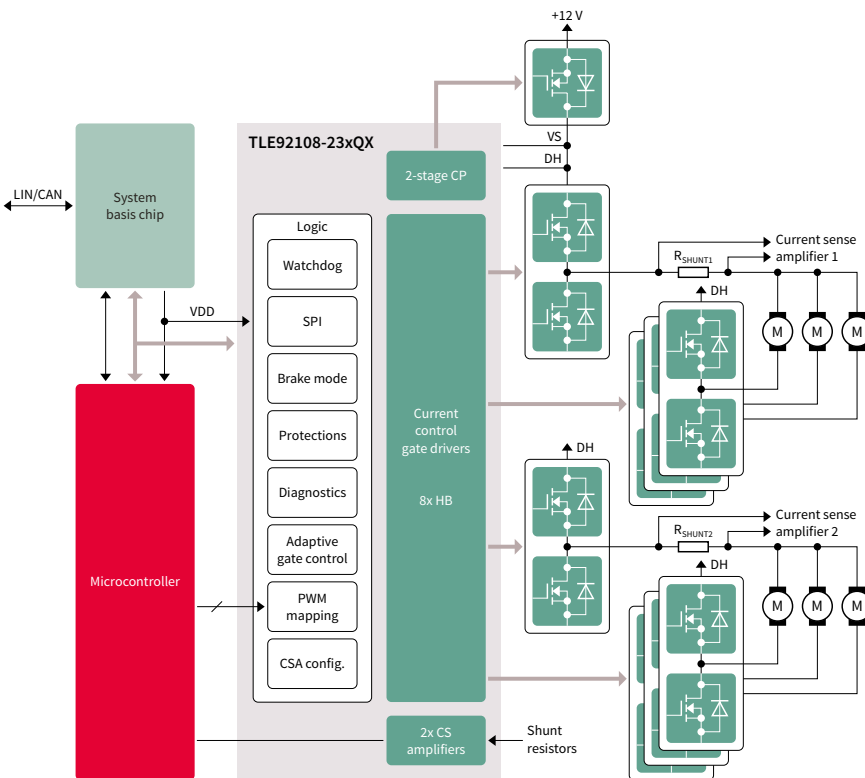 +12 V
TLE92108-23xQX
VS
DH
2-stage CP
LIN/CAN
System
basis chip
Logic
Watchdog
SPI
Brake mode
Protections
Diagnostics
Adaptive
gate control
PWM
mapping
CSA config.
VDD
Microcontroller
Current
control
gate drivers
8x HB
2x CS
amplifiers
Shunt
resistors
Current sense
amplifier 1
RSHUNT1
DH
M
M
M
DH
Current sense
amplifier 2
RSHUNT2
DH
M
M
M